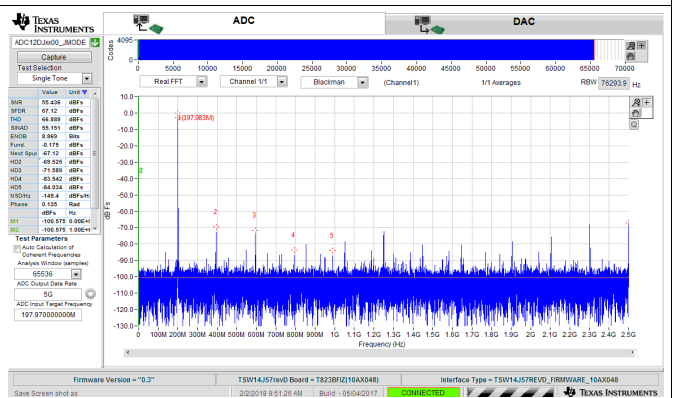 TEXAS INSTRUMENTS
ADC
DAC
ADC12DJxx00_JMODE
Capture
Test Selection
Single Tone
Value Unit
SNR 55.436 dBFs
SFDR 67.12 dBFs
THD 66.889 dBFs
SINAD 55.151 dBFs
ENOB 8.869 Bits
Fund. -0.175 dBFs
Next Spur -67.12 dBFs
HD2 -69.525 dBFs
HD3 -71.589 dBFs
HD4 -83.542 dBFs
HD5 -84.034 dBFs
NSD/Hz -149.4 dBFs/Hz
Phase 0.135 Rad
dBFs Hz
M1 -100.575 0.00E+(
M2 -100.575 1.00E+(
Test Parameters
Auto Calculation of
Coherent Frequencies
Analysis Window (samples)
65536
ADC Output Data Rate
5G
ADC Input Target Frequency
197.970000000M
Codes
4095
0
0 5000 10000 15000 20000 25000 30000 35000 40000 45000 50000 55000 60000 65000 70000
Real FFT Channel 1/1 Blackman (Channel1) 1/1 Averages RBW 76293.9 Hz
10.0
0.0
-10.0
-20.0
-30.0
-40.0
-50.0
-60.0
-70.0
-80.0
-90.0
-100.0
-110.0
-120.0
-130.0
dBFs
1(197.983M)
2
2
3
4
5
0 100M 200M 300M 400M 500M 600M 700M 800M 900M 1G 1.1G 1.2G 1.3G 1.4G 1.5G 1.6G 1.7G 1.8G 1.9G 2G 2.1G 2.2G 2.3G 2.4G 2.5G
Frequency (Hz)
Firmware Version = "0.3"
TSW14J57revD Board = T823BFIZ(10AX048)
Interface Type = TSW14J57REVD_FIRMWARE_10AX048
Save Screen shot as
2/2/2018 9:51:26 AM
Build - 05/04/2017
CONNECTED
TEXAS INSTRUMENTS